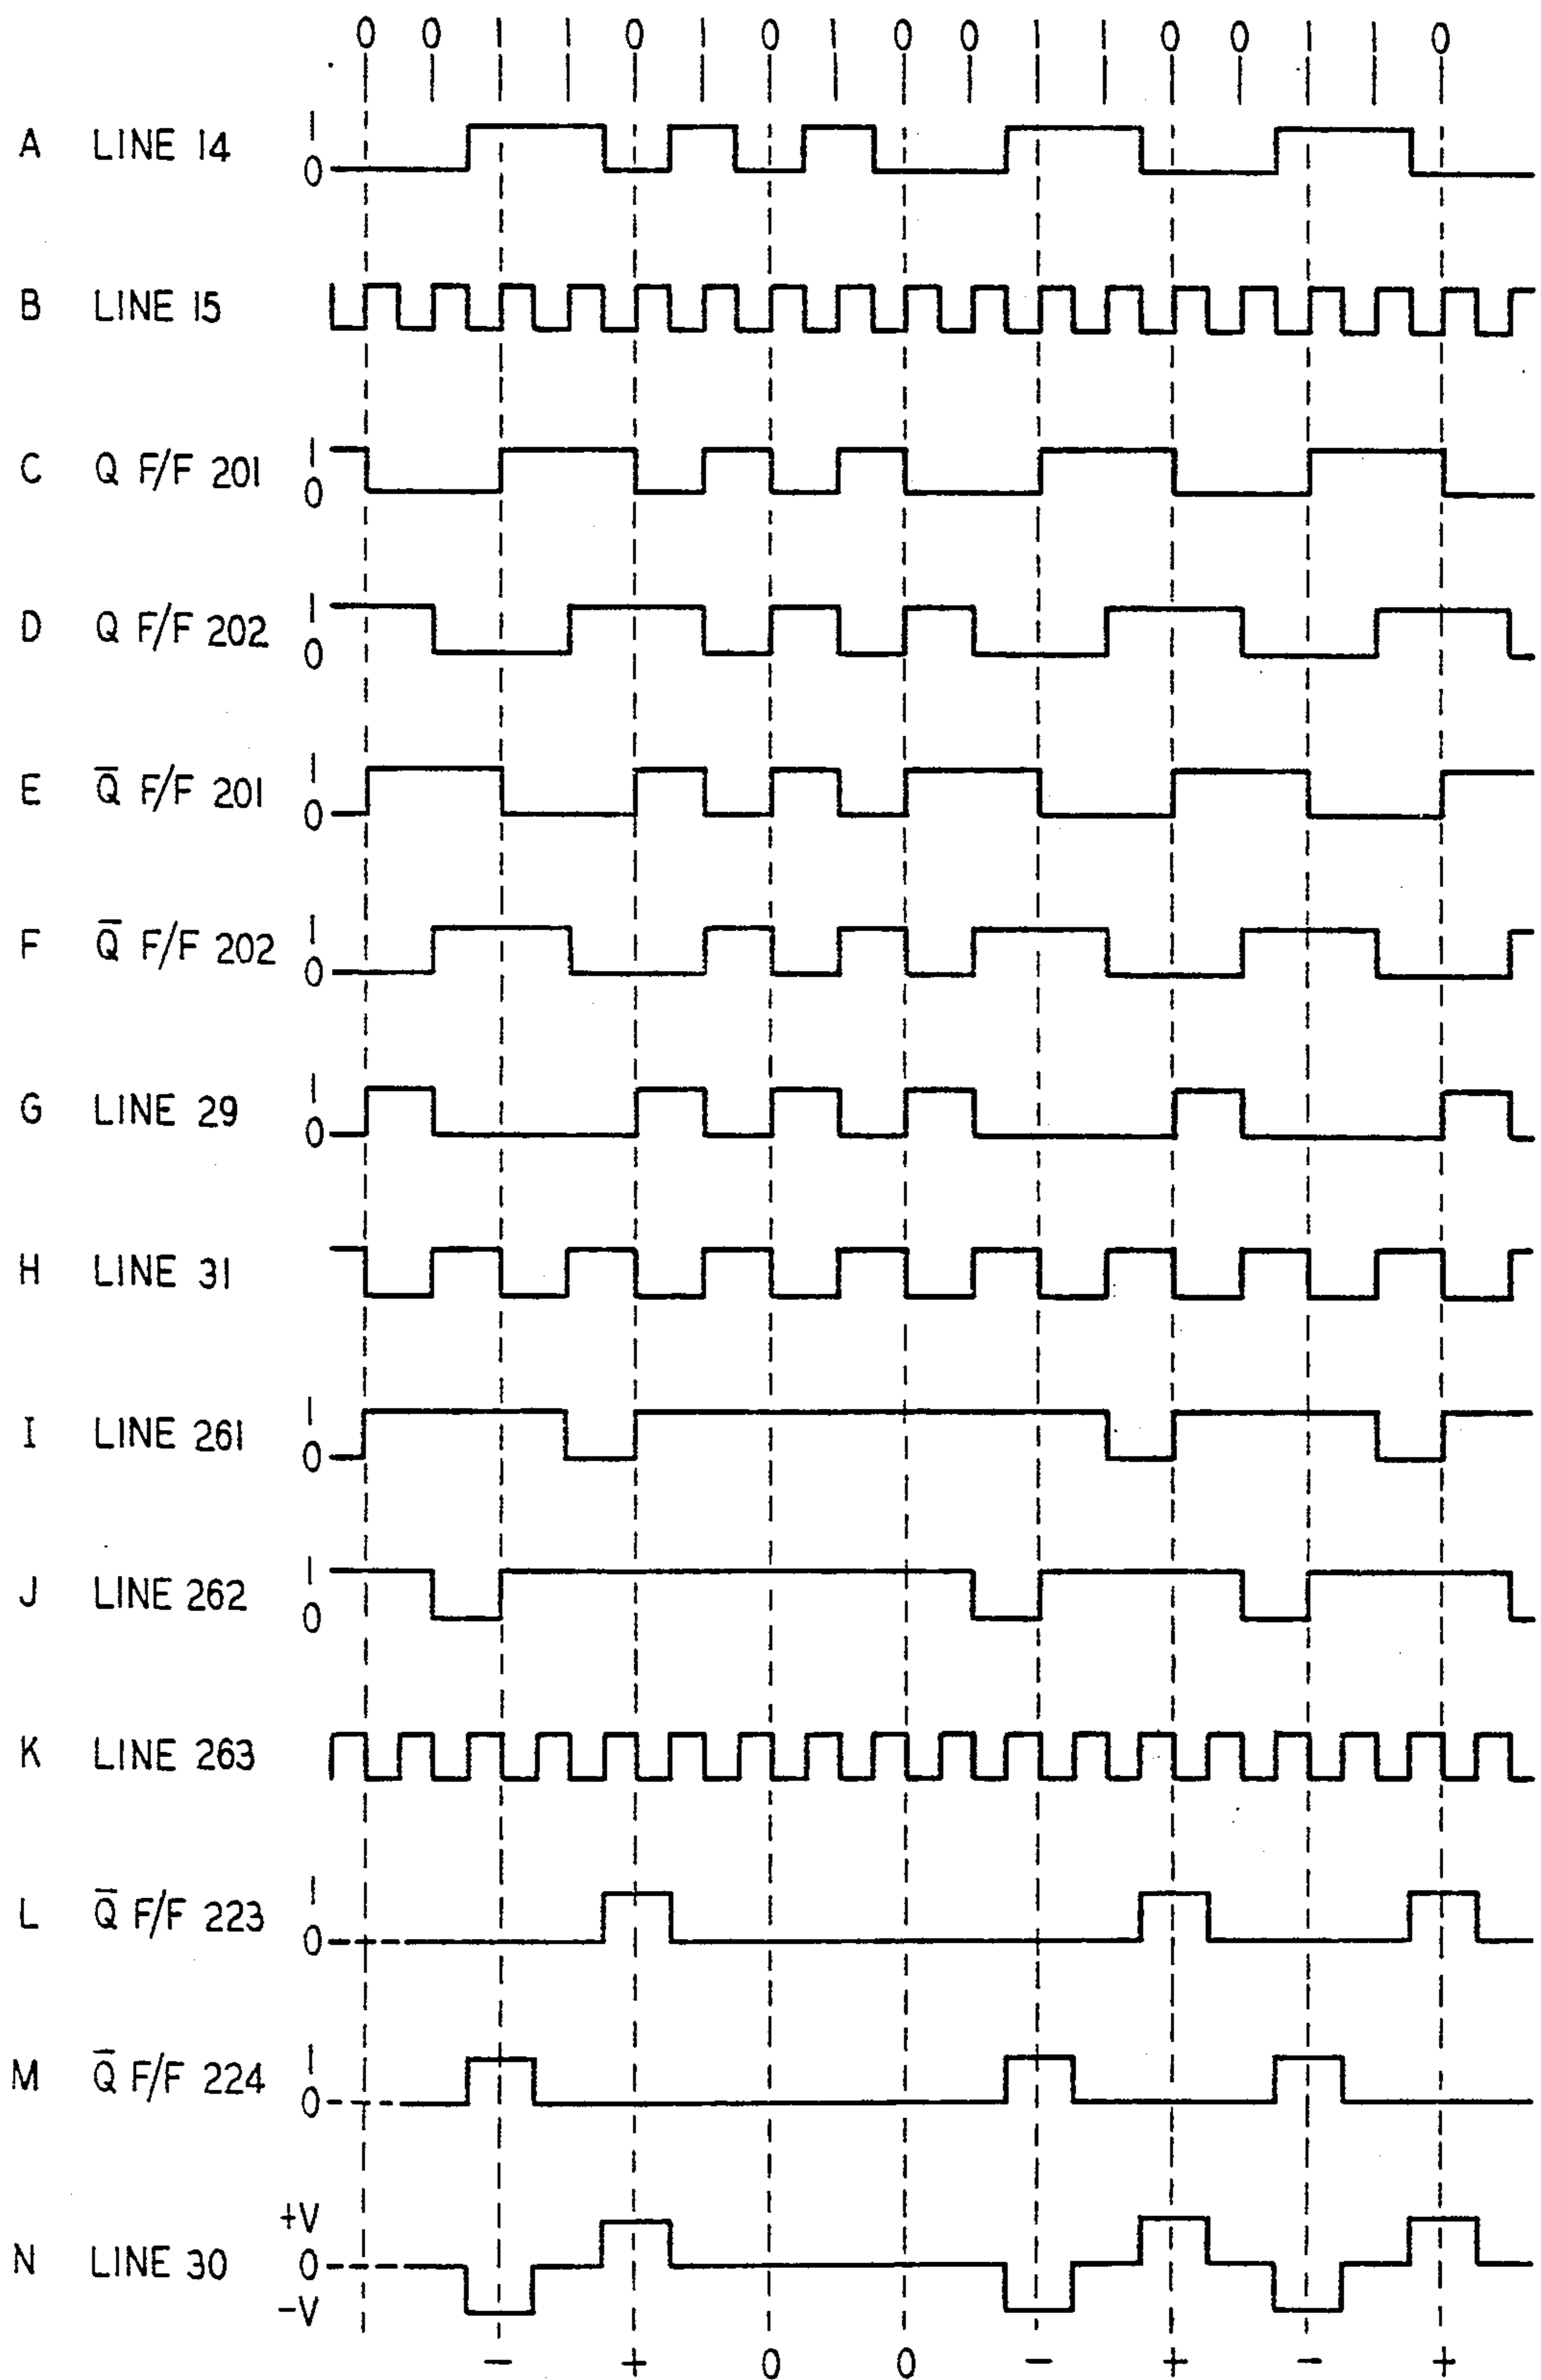 0 0 1 1 0 1 0 1 0 0 1 1 0 0 1 1 0
A LINE 14 1 0
B LINE 15
C Q F/F 201 1 0
D Q F/F 202 1 0
E Q̅ F/F 201 1 0
F Q̅ F/F 202 1 0
G LINE 29 1 0
H LINE 31
I LINE 261 1 0
J LINE 262 1 0
K LINE 263
L Q̅ F/F 223 1 0
M Q̅ F/F 224 1 0
N LINE 30 +V 0 -V
- + 0 0 - + - +